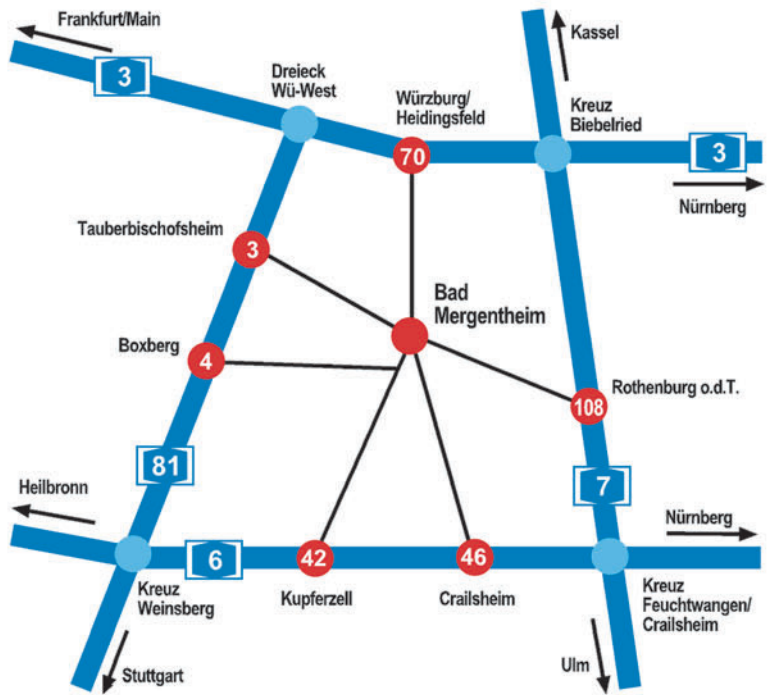 Frankfurt/Main
Kassel
3
Dreieck
Wü-West
Würzburg/
Heidingsfeld
Kreuz
Biebelried
70
3
Nürnberg
Tauberbischofsheim
3
Bad
Mergentheim
Boxberg
4
Rothenburg o.d.T.
108
81
Heilbronn
7
Nürnberg
6
42
46
Kreuz
Weinsberg
Kupferzell
Crailsheim
Kreuz
Feuchtwangen/
Crailsheim
Stuttgart
Ulm